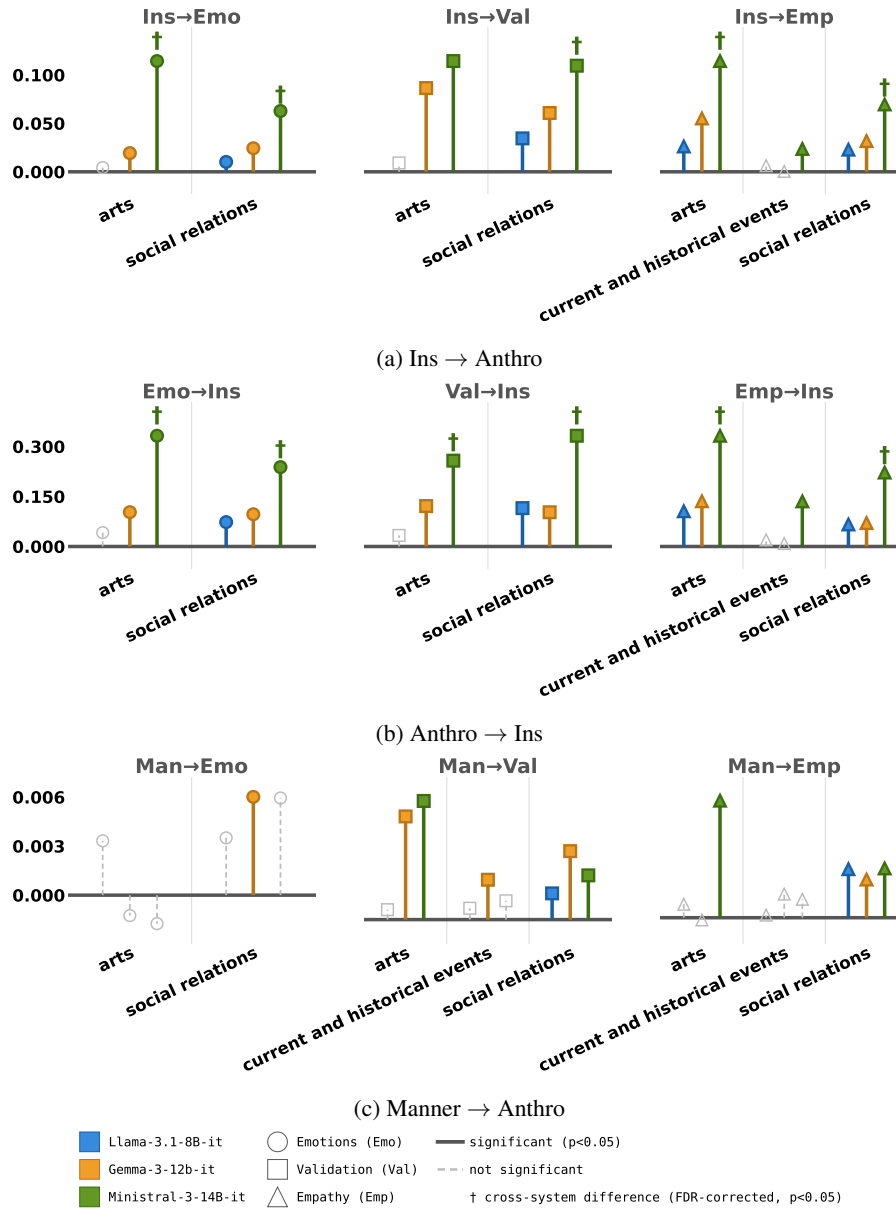 Ins→Emo
Ins→Val
Ins→Emp
†
†
†
†
†
0.100
0.050
0.000
arts
social relations
arts
social relations
arts
current and historical events
social relations
(a) Ins → Anthro
Emo→Ins
Val→Ins
Emp→Ins
†
†
†
†
†
†
0.300
0.150
0.000
arts
social relations
arts
social relations
arts
current and historical events
social relations
(b) Anthro → Ins
Man→Emo
Man→Val
Man→Emp
0.006
0.003
0.000
arts
social relations
arts
current and historical events
social relations
arts
current and historical events
social relations
(c) Manner → Anthro
Llama-3.1-8B-it
Emotions (Emo)
significant (p<0.05)
Gemma-3-12b-it
Validation (Val)
not significant
Ministral-3-14B-it
Empathy (Emp)
† cross-system difference (FDR-corrected, p<0.05)